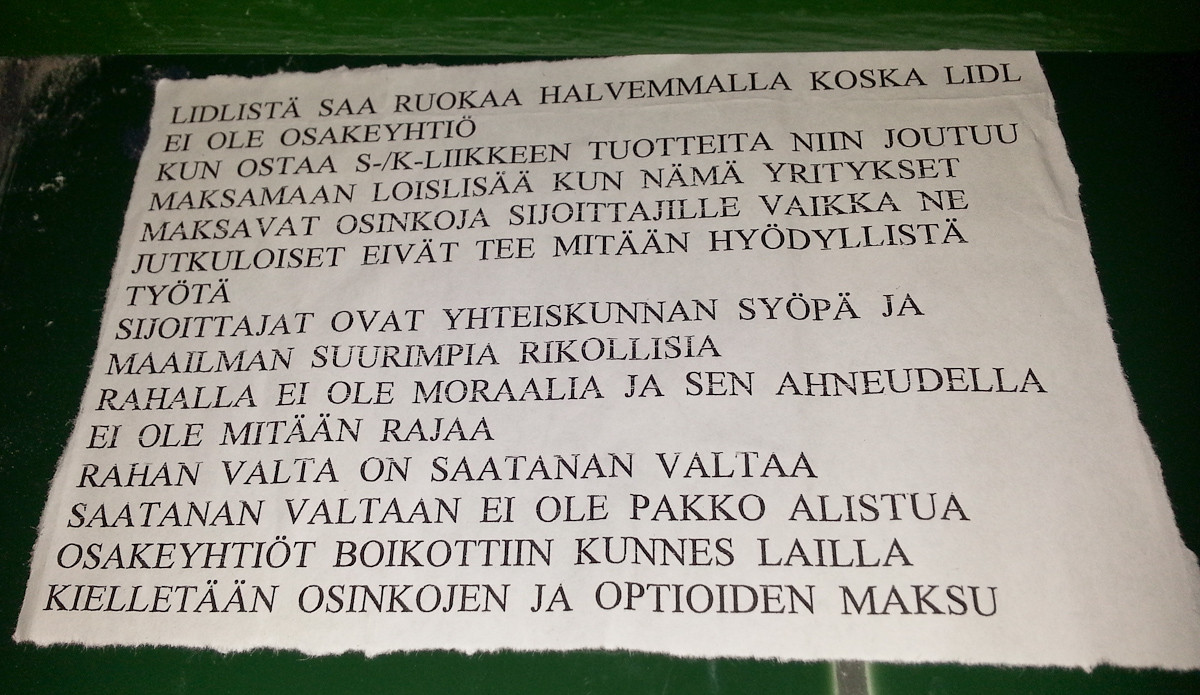 LIDLISTÄ SAA RUOKAA HALVEMMALLA KOSKA LIDL
EI OLE OSAKEYHTIÖ
KUN OSTAA S-/K-LIIKKEEN TUOTTEITA NIIN JOUTUU
MAKSAMAAN LOISLISÄÄ KUN NÄMÄ YRITYKSET
MAKSAVAT OSINKOJA SIJOITTAJILLE VAIKKA NE
JUTKULOISET EIVÄT TEE MITÄÄN HYÖDYLLISTÄ
TYÖTÄ
SIJOITTAJAT OVAT YHTEISKUNNAN SYÖPÄ JA
MAAILMAN SUURIMPIA RIKOLLISIA
RAHALLA EI OLE MORAALIA JA SEN AHNEUDELLA
EI OLE MITÄÄN RAJAA
RAHAN VALTA ON SAATANAN VALTAA
SAATANAN VALTAAN EI OLE PAKKO ALISTUA
OSAKEYHTIÖT BOIKOTTIIN KUNNES LAILLA
KIELLETÄÄN OSINKOJEN JA OPTIOIDEN MAKSU